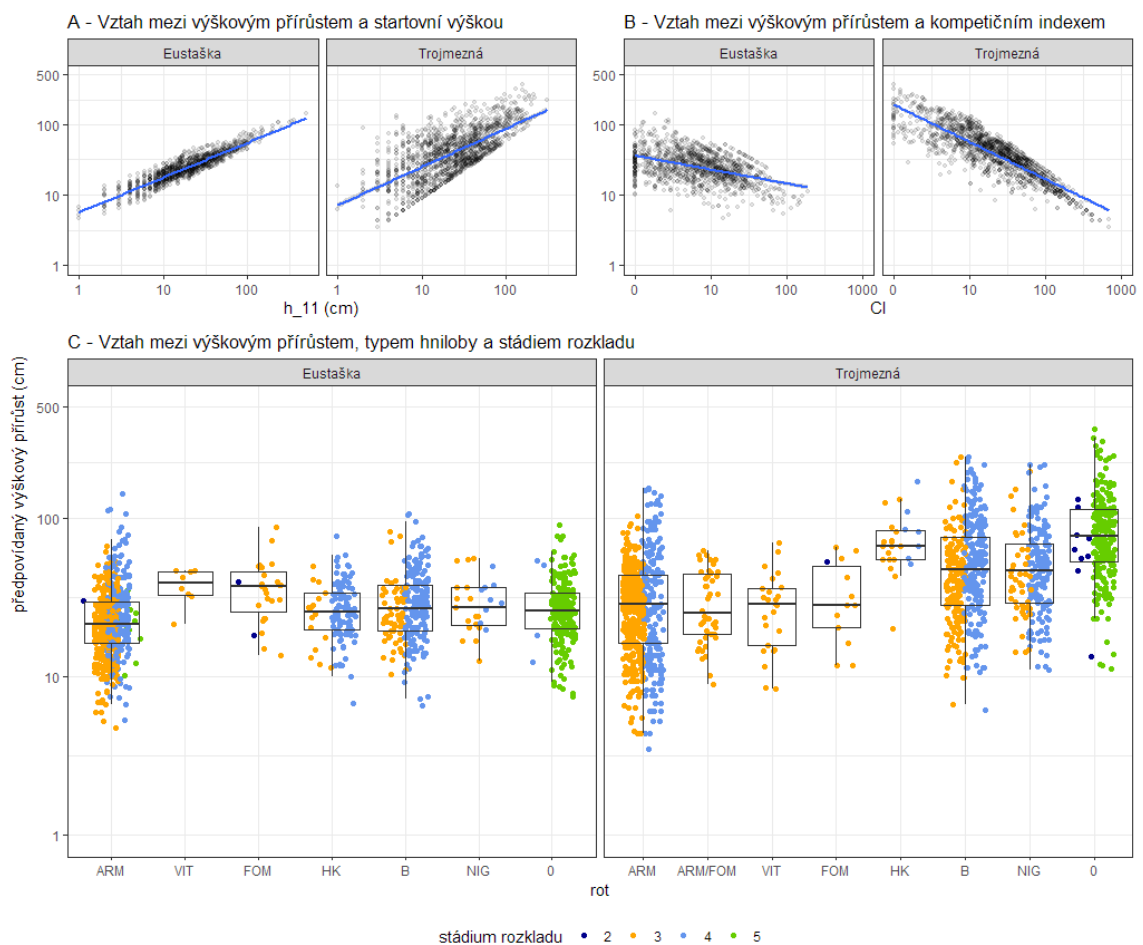 A - Vztah mezi výškovým přírůstem a startovní výškou
Eustaška Trojmezná
500
100
10
1
1 10 100 1 10 100
h_11 (cm)
B - Vztah mezi výškovým přírůstem a kompetičním indexem
Eustaška Trojmezná
500
100
10
1
0 10 100 1000 0 10 100 1000
CI
C - Vztah mezi výškovým přírůstem, typem hniloby a stádiem rozkladu
Eustaška Trojmezná
předpovídaný výškový přírůst (cm)
500
100
10
1
ARM VIT FOM HK B NIG 0 ARM ARM/FOM VIT FOM HK B NIG 0
rot
stádium rozkladu 2 3 4 5